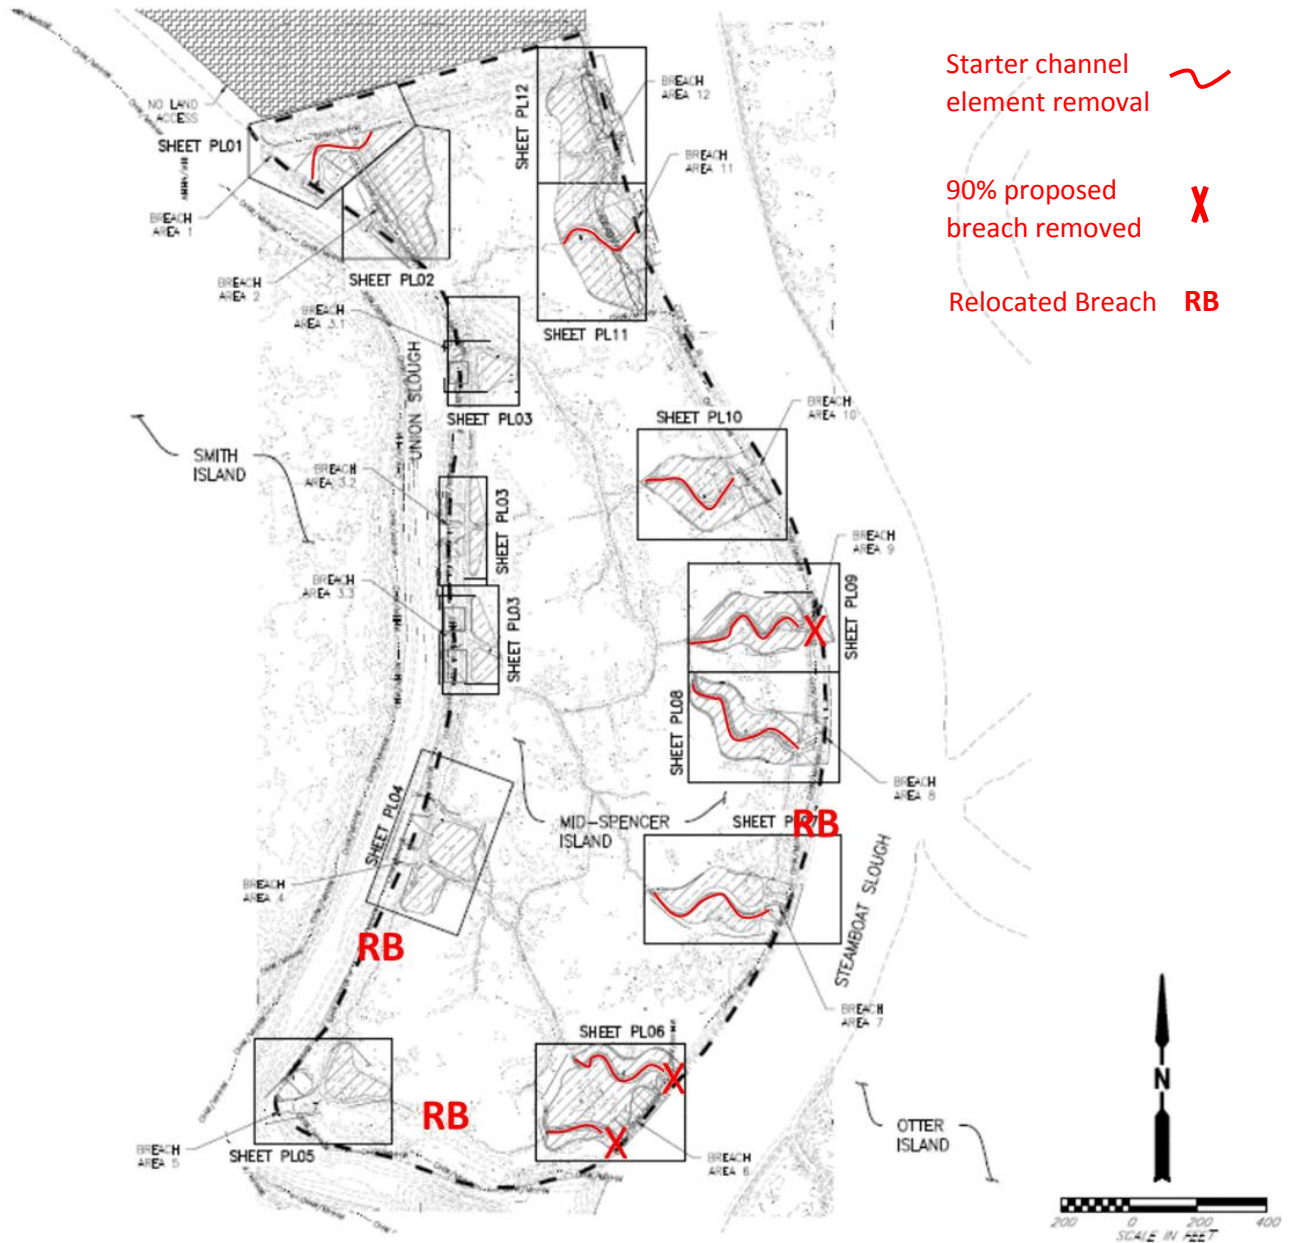 Starter channel
element removal
90% proposed
breach removed
Relocated Breach RB
NO LAND
ACCESS
SHEET PL01
BREACH
AREA 1
BREACH
AREA 2
SHEET PL02
BREACH
AREA 3.1
SHEET PL12
BREACH
AREA 12
BREACH
AREA 11
SHEET PL11
UNION SLOUGH
SHEET PL03
SMITH
ISLAND
BREACH
AREA 3.2
SHEET PL03
BREACH
AREA 3.3
SHEET PL03
SHEET PL10
BREACH
AREA 10
BREACH
AREA 9
SHEET PL09
X
SHEET PL08
BREACH
AREA 8
SHEET PL04
MID-SPENCER
ISLAND
RB
BREACH
AREA 4
RB
STEAMBOAT SLOUGH
BREACH
AREA 7
SHEET PL06
X
X
BREACH
AREA 6
RB
BREACH
AREA 5
SHEET PL05
OTTER
ISLAND
N
200 0 200 400
SCALE IN FEET